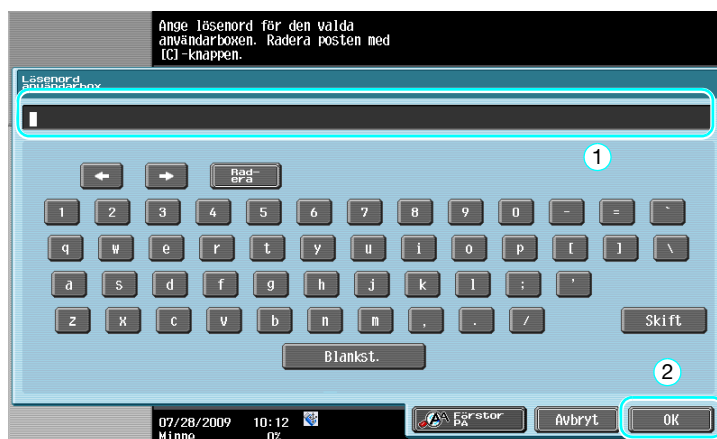 Ange lösenord för den valda
användarboxen. Radera posten med
[C]-knappen.
Lösenord
användarbox
1
← → Rad-
era
1 2 3 4 5 6 7 8 9 0 - = `
q w e r t y u i o p [ ] \
a s d f g h j k l ; '
z x c v b n m , . / Skift
Blankst.
2
Förstor
PÅ
Avbryt OK
07/28/2009 10:12
Minne 0%